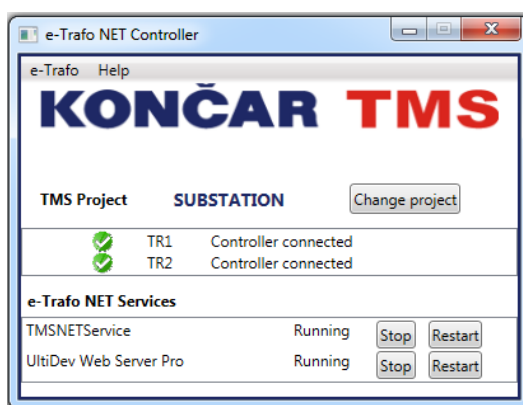 e-Trafo NET Controller
e-Trafo Help
KONČAR TMS
TMS Project SUBSTATION Change project
TR1 Controller connected
TR2 Controller connected
e-Trafo NET Services
TMSNETService Running Stop Restart
UltiDev Web Server Pro Running Stop Restart